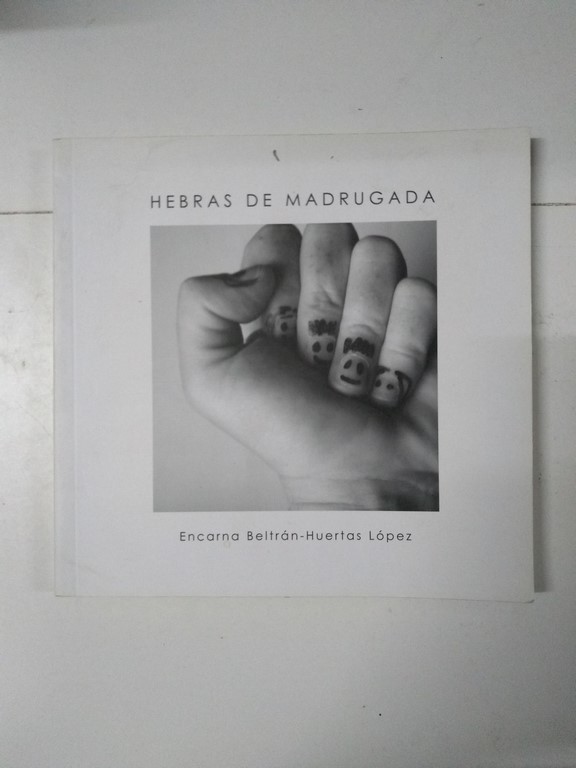 HEBRAS DE MADRUGADA
Encarna Beltrán-Huertas López